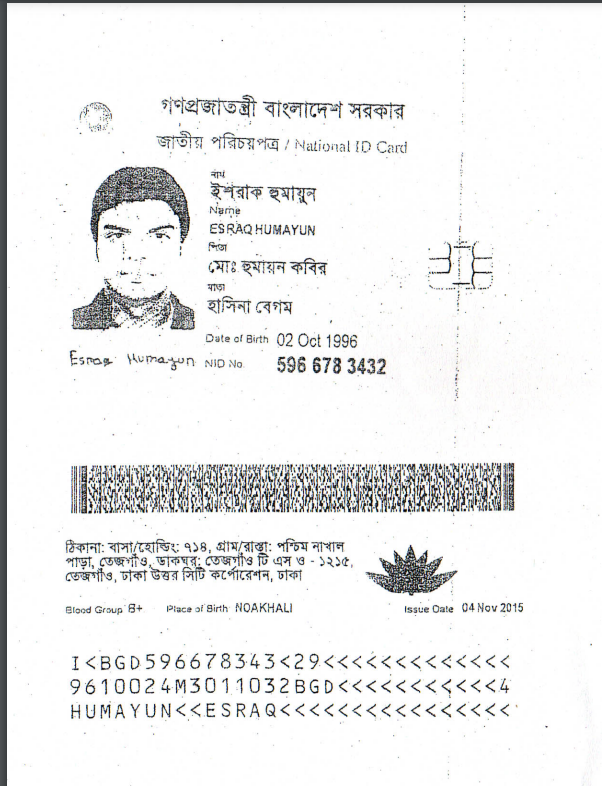 গণপ্রজাতন্ত্রী বাংলাদেশ সরকার
জাতীয় পরিচয়পত্র / National ID Card
নাম
ইশরাক হুমায়ুন
Name
ESRAQ HUMAYUN
পিতা
মোঃ হুমায়ন কবির
মাতা
হাসিনা বেগম
Date of Birth 02 Oct 1996
Esraq Humayun
NID No. 596 678 3432
ঠিকানা: বাসা/হোল্ডিং: ৭১৪, গ্রাম/রাস্তা: পশ্চিম নাখাল
পাড়া, তেজগাঁও, ডাকঘর: তেজগাঁও টি এস ও - ১২১৫,
তেজগাঁও, ঢাকা উত্তর সিটি কর্পোরেশন, ঢাকা
Blood Group B+ Place of Birth NOAKHALI Issue Date 04 Nov 2015
I<BGD596678343<29<<<<<<<<<<<<<
9610024M3011032BGD<<<<<<<<<<<4
HUMAYUN<<ESRAQ<<<<<<<<<<<<<<<<